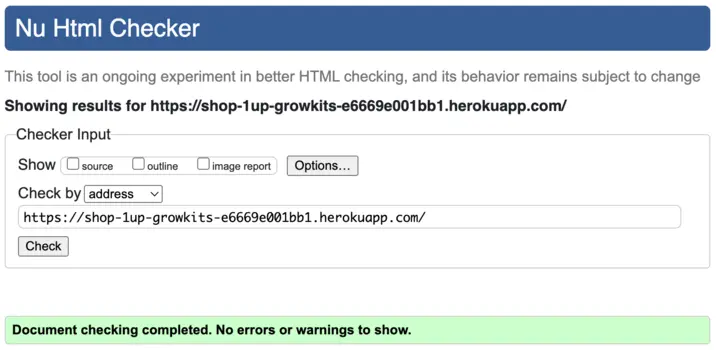 Nu Html Checker
This tool is an ongoing experiment in better HTML checking, and its behavior remains subject to change
Showing results for https://shop-1up-growkits-e6669e001bb1.herokuapp.com/
Checker Input
Show source outline image report Options...
Check by address
https://shop-1up-growkits-e6669e001bb1.herokuapp.com/
Check
Document checking completed. No errors or warnings to show.